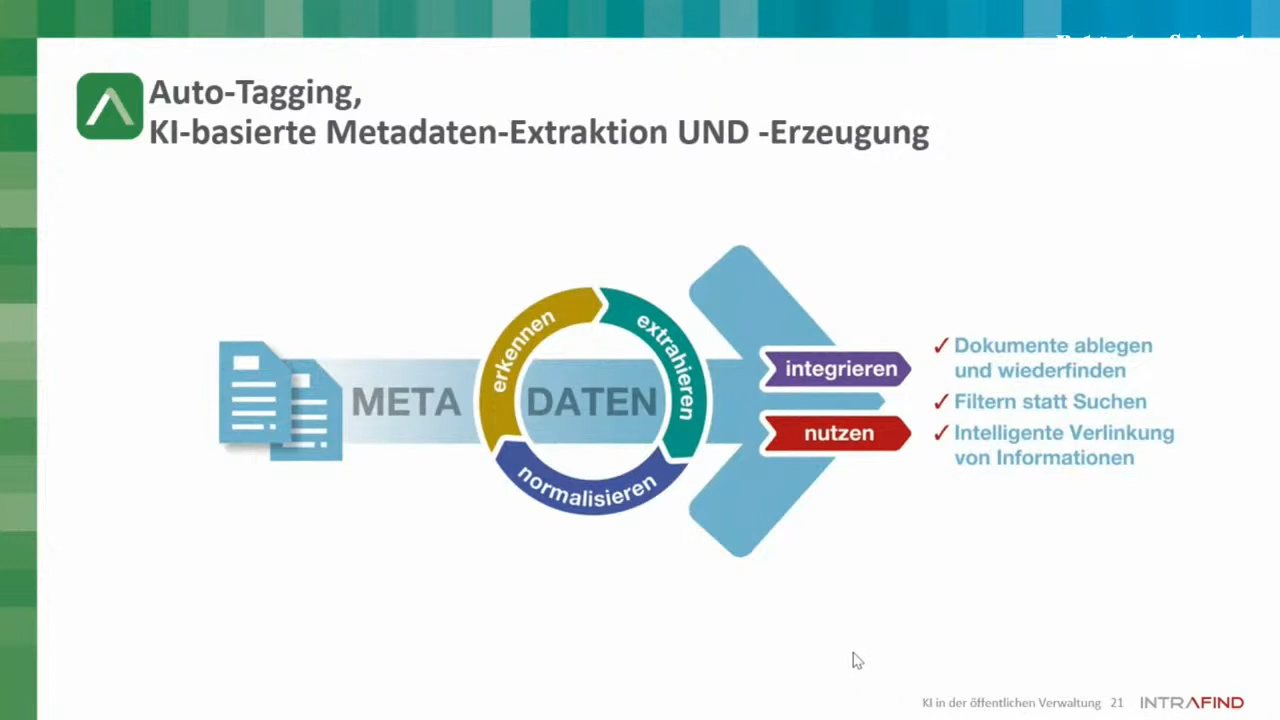 Auto-Tagging,
KI-basierte Metadaten-Extraktion UND -Erzeugung
META DATEN
erkennen
extrahieren
normalisieren
integrieren
nutzen
✓ Dokumente ablegen
und wiederfinden
✓ Filtern statt Suchen
✓ Intelligente Verlinkung
von Informationen
KI in der öffentlichen Verwaltung 21 INTRAFIND